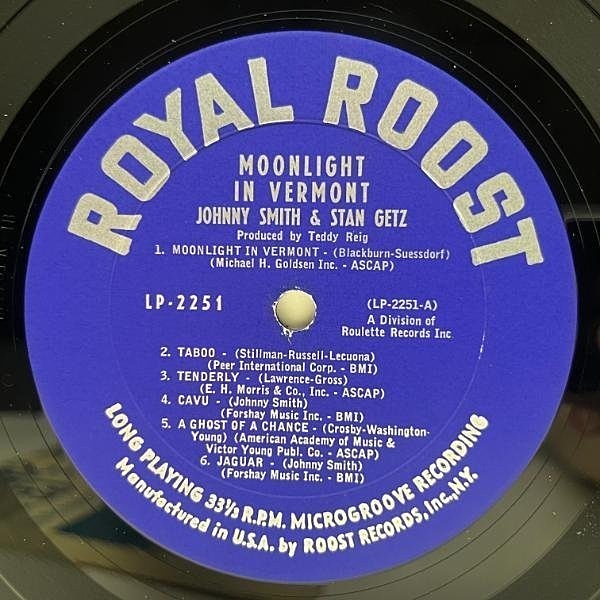 ROYAL ROOST
MOONLIGHT
IN VERMONT
JOHNNY SMITH & STAN GETZ
Produced by Teddy Reig
1. MOONLIGHT IN VERMONT - (Blackburn-Suessdorf)
(Michael H. Goldsen Inc. - ASCAP)
LP-2251
(LP-2251-A)
A Division of
Roulette Records Inc.
2. TABOO - (Stillman-Russell-Lecuona)
(Peer International Corp. - BMI)
3. TENDERLY - (Lawrence-Gross)
(E. H. Morris & Co., Inc. - ASCAP)
4. CAVU - (Johnny Smith)
(Forshay Music Inc. - BMI)
5. A GHOST OF A CHANCE - (Crosby-Washington-
Young) (American Academy of Music &
Victor Young Publ. Co. - ASCAP)
6. JAGUAR - (Johnny Smith)
(Forshay Music Inc. - BMI)
LONG PLAYING 33⅓ R.P.M. MICROGROOVE RECORDING
Manufactured in U.S.A. by ROOST RECORDS, Inc., N.Y.